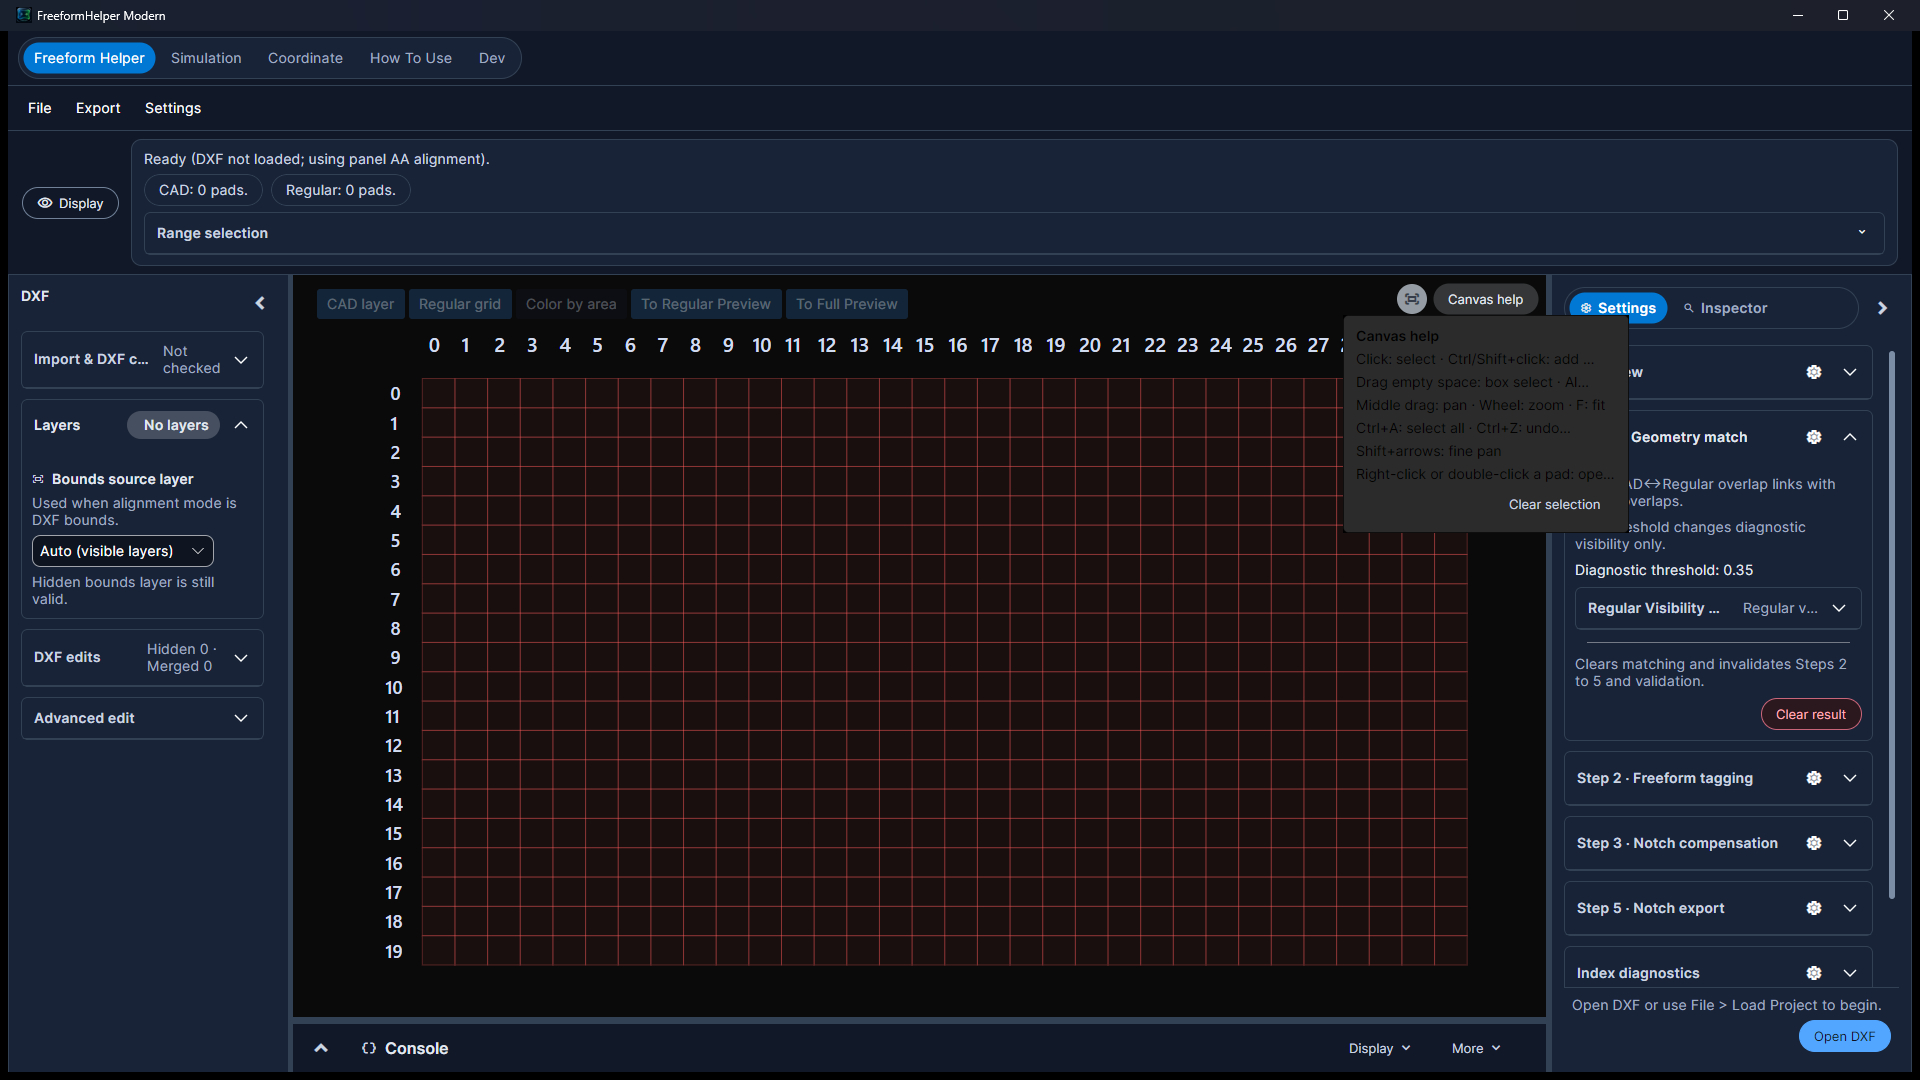 FreeformHelper Modern
Freeform Helper
Simulation
Coordinate
How To Use
Dev
File
Export
Settings
Display
Ready (DXF not loaded; using panel AA alignment).
CAD: 0 pads.
Regular: 0 pads.
Range selection
DXF
Import & DXF c...
Not
checked
Layers
No layers
Bounds source layer
Used when alignment mode is
DXF bounds.
Auto (visible layers)
Hidden bounds layer is still
valid.
DXF edits
Hidden 0 ·
Merged 0
Advanced edit
CAD layer
Regular grid
Color by area
To Regular Preview
To Full Preview
Canvas help
0 1 2 3 4 5 6 7 8 9 10 11 12 13 14 15 16 17 18 19 20 21 22 23 24 25 26 27
0
1
2
3
4
5
6
7
8
9
10
11
12
13
14
15
16
17
18
19
Canvas help
Click: select · Ctrl/Shift+click: add ...
Drag empty space: box select · Al...
Middle drag: pan · Wheel: zoom · F: fit
Ctrl+A: select all · Ctrl+Z: undo...
Shift+arrows: fine pan
Right-click or double-click a pad: ope...
Clear selection
Settings
Inspector
Geometry match
AD↔Regular overlap links with
verlaps.
shold changes diagnostic
visibility only.
Diagnostic threshold: 0.35
Regular Visibility ...
Regular v...
Clears matching and invalidates Steps 2
to 5 and validation.
Clear result
Step 2 · Freeform tagging
Step 3 · Notch compensation
Step 5 · Notch export
Index diagnostics
Open DXF or use File > Load Project to begin.
Open DXF
Console
Display
More